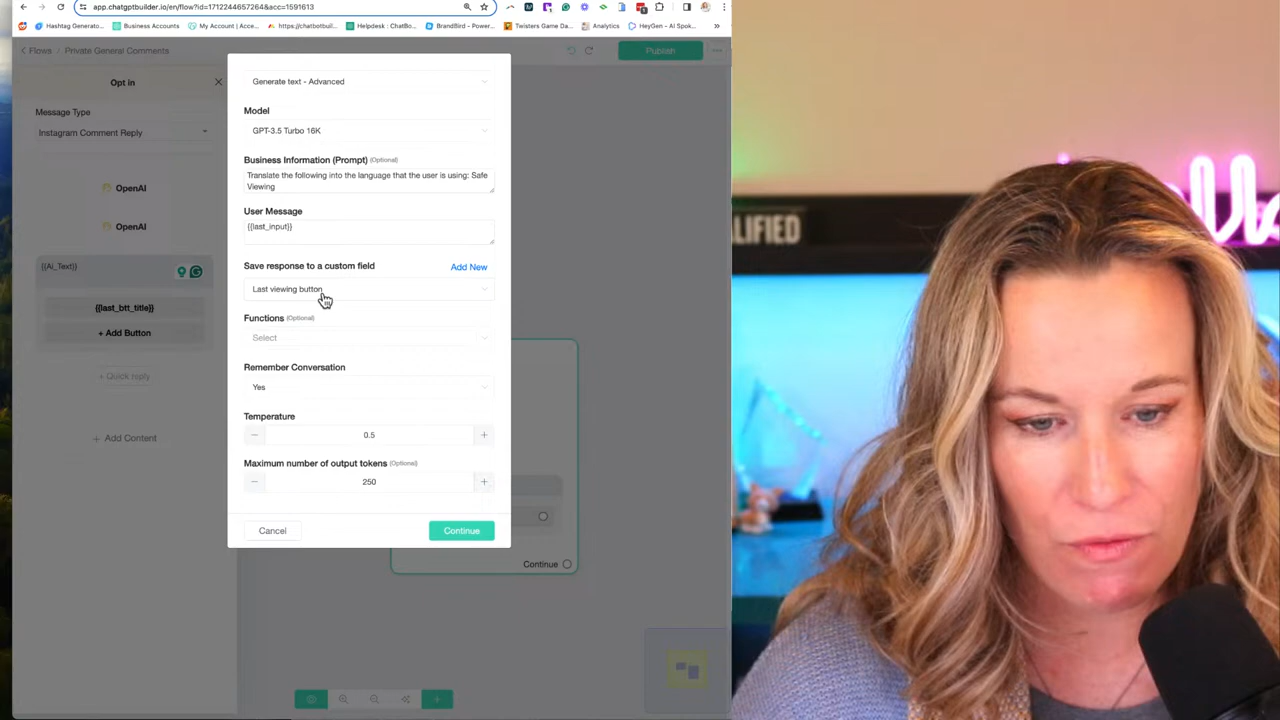 app.chatgptbuilder.io/en/flow?id=1712244657264&acc=1591613
Hashtag Generato...
Business Accounts
My Account | Acce...
https://chatbotbuil...
Helpdesk : ChatBo...
BrandBird - Power...
Twisters Game Da...
Analytics
HeyGen - AI Spok...
Flows / Private General Comments
Publish
Opt in
Message Type
Instagram Comment Reply
OpenAI
OpenAI
{{Ai_Text}}
{{last_btt_title}}
+ Add Button
+ Quick reply
+ Add Content
Generate text - Advanced
Model
GPT-3.5 Turbo 16K
Business Information (Prompt) (Optional)
Translate the following into the language that the user is using: Safe
Viewing
User Message
{{last_input}}
Save response to a custom field
Add New
Last viewing button
Functions (Optional)
Select
Remember Conversation
Yes
Temperature
0.5
Maximum number of output tokens (Optional)
250
Cancel
Continue
Continue